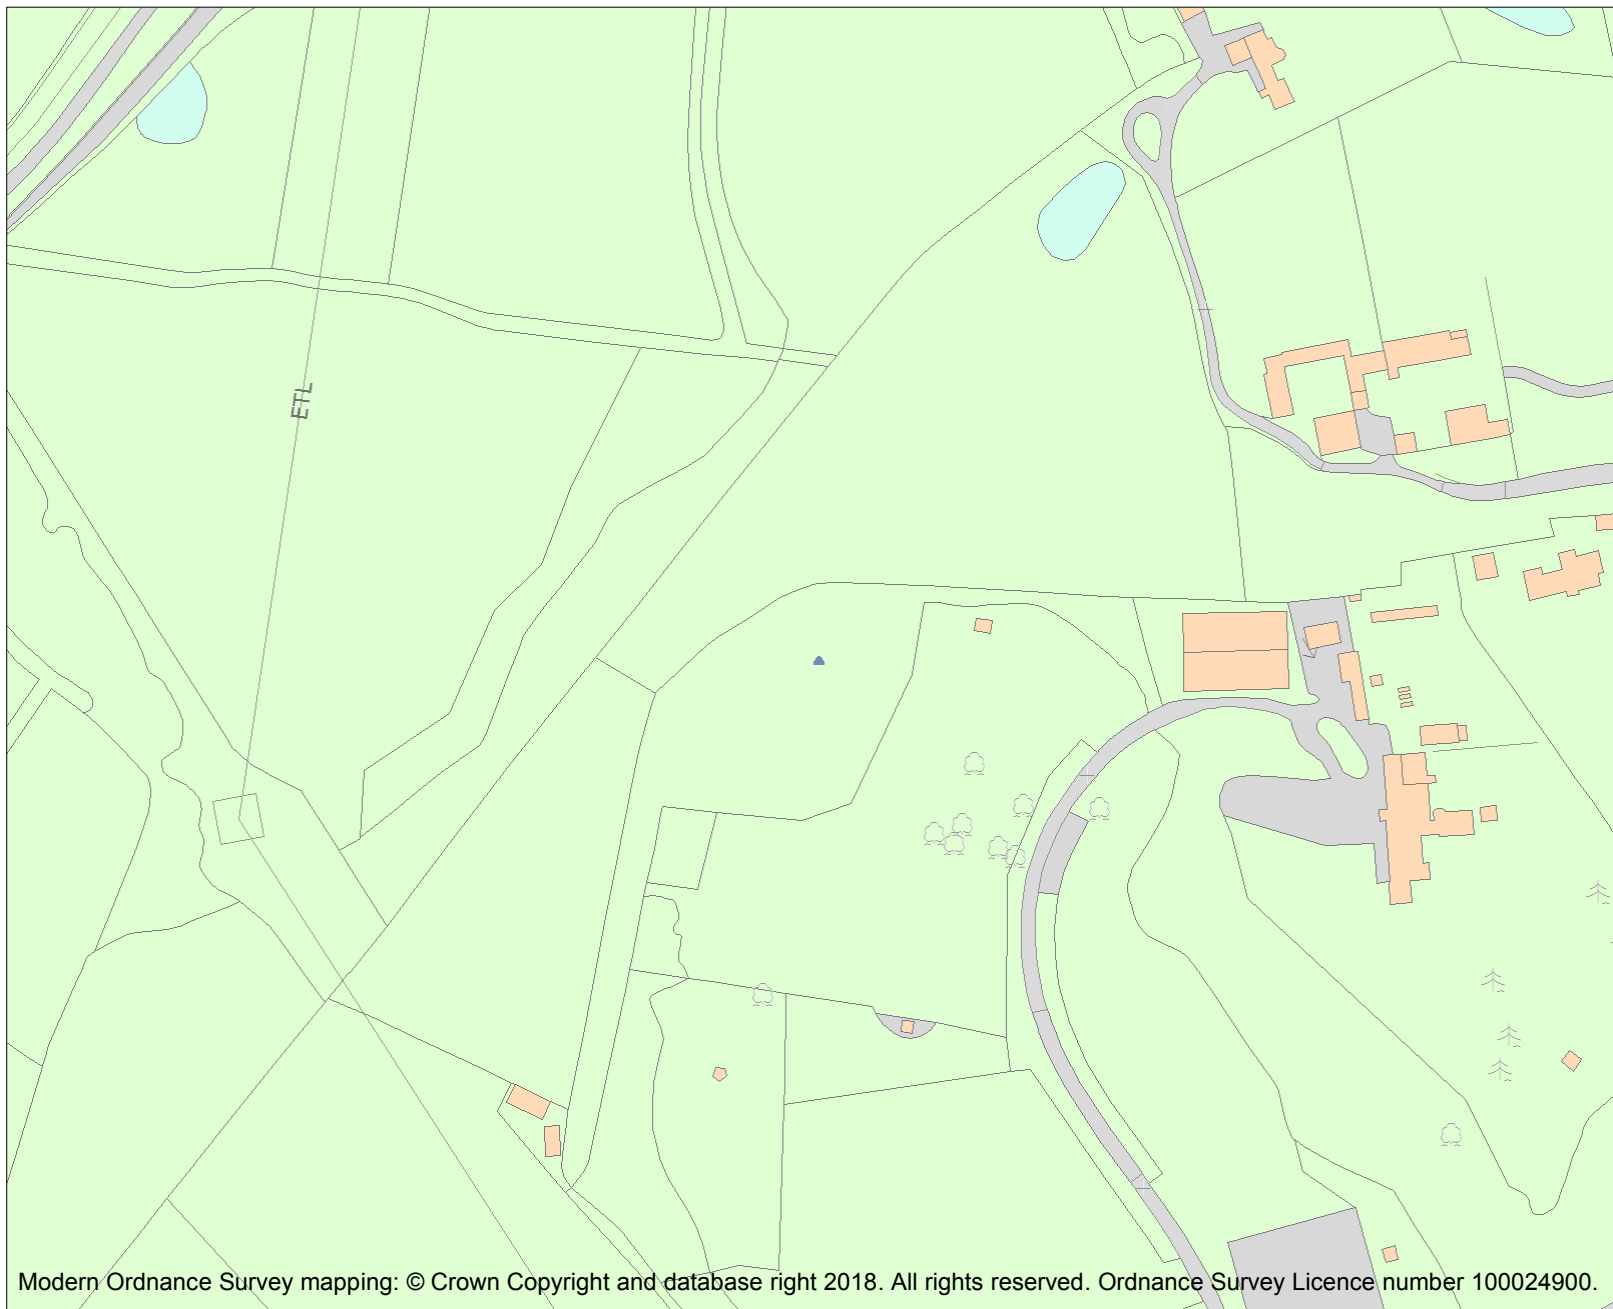 ETL
Modern Ordnance Survey mapping: © Crown Copyright and database right 2018. All rights reserved. Ordnance Survey Licence number 100024900.